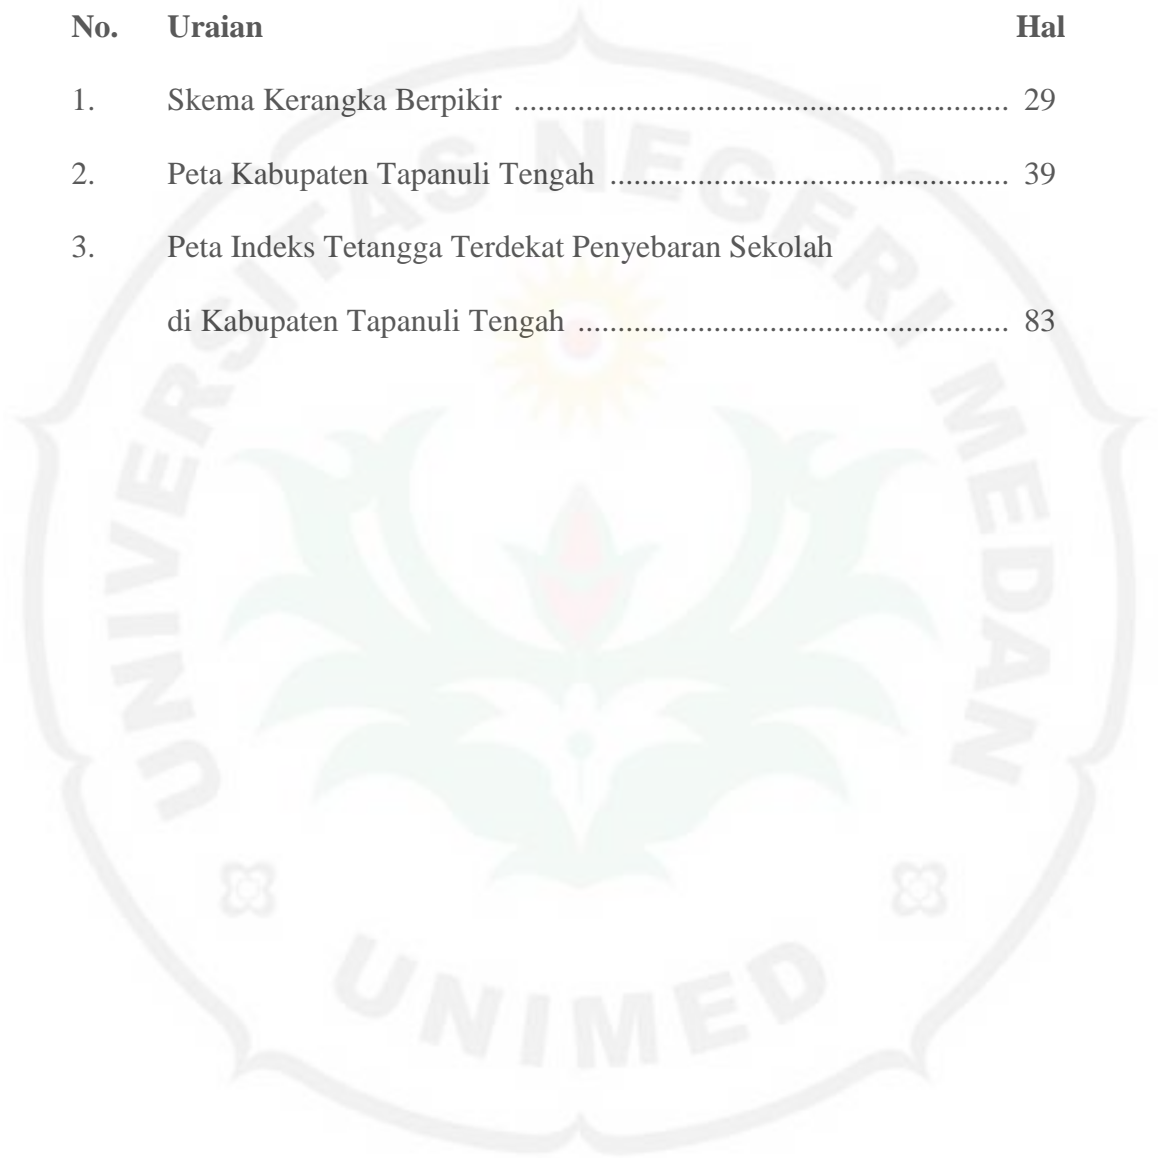 No. Uraian Hal
1. Skema Kerangka Berpikir .............................................................. 29
2. Peta Kabupaten Tapanuli Tengah .................................................. 39
3. Peta Indeks Tetangga Terdekat Penyebaran Sekolah
di Kabupaten Tapanuli Tengah ...................................................... 83
UNIVERSITAS NEGERI MEDAN
UNIMED